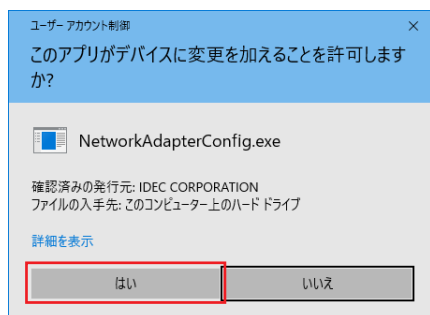 ユーザー アカウント制御
このアプリがデバイスに変更を加えることを許可します
か?
NetworkAdapterConfig.exe
確認済みの発行元: IDEC CORPORATION
ファイルの入手先: このコンピューター上のハード ドライブ
詳細を表示
はい
いいえ